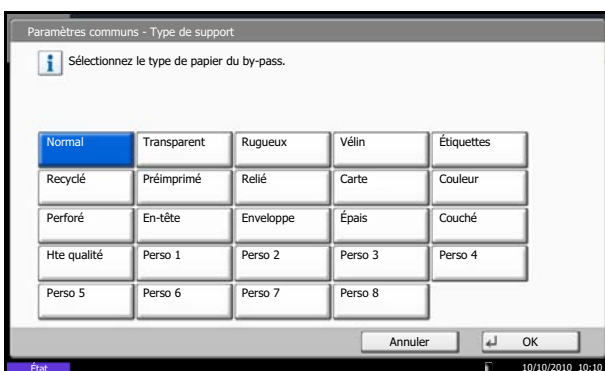 Paramètres communs - Type de support
Sélectionnez le type de papier du by-pass.
Normal Transparent Rugueux Vélin Étiquettes
Recyclé Préimprimé Relié Carte Couleur
Perforé En-tête Enveloppe Épais Couché
Hte qualité Perso 1 Perso 2 Perso 3 Perso 4
Perso 5 Perso 6 Perso 7 Perso 8
Annuler OK
État 10/10/2010 10:10